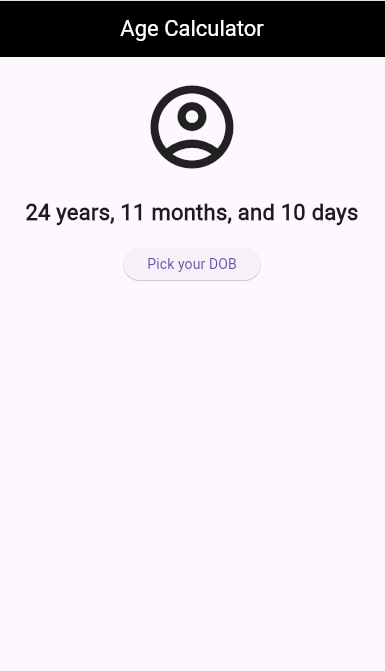 Age Calculator
24 years, 11 months, and 10 days
Pick your DOB